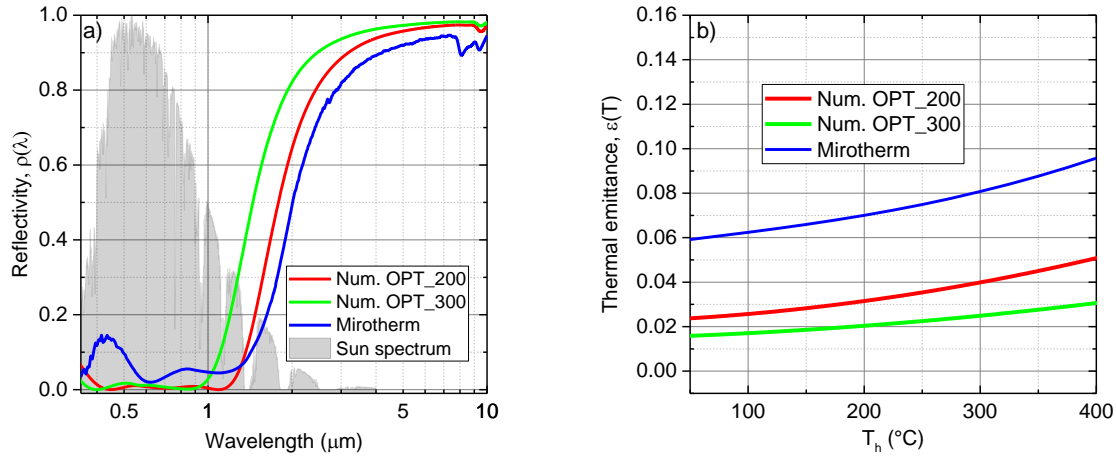 a)
1.0
0.8
0.6
0.4
0.2
0.0
Reflectivity, ρ(λ)
Num. OPT_200
Num. OPT_300
Mirotherm
Sun spectrum
0.5
1
5
10
Wavelength (μm)
b)
0.16
0.14
0.12
0.10
0.08
0.06
0.04
0.02
0.00
Thermal emittance, ε(T)
Num. OPT_200
Num. OPT_300
Mirotherm
100
200
300
400
T_h (°C)